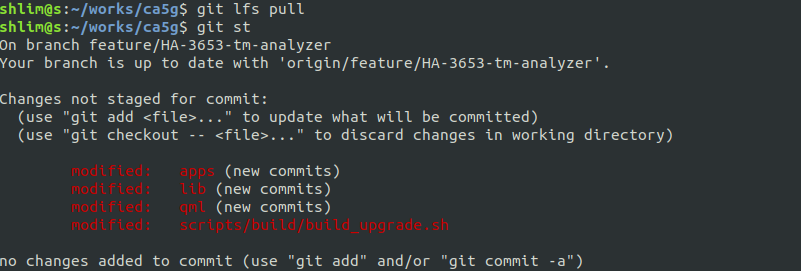 shlim@s:~/works/ca5g$ git lfs pull
shlim@s:~/works/ca5g$ git st
On branch feature/HA-3653-tm-analyzer
Your branch is up to date with 'origin/feature/HA-3653-tm-analyzer'.
Changes not staged for commit:
(use "git add <file>..." to update what will be committed)
(use "git checkout -- <file>..." to discard changes in working directory)
modified: apps (new commits)
modified: lib (new commits)
modified: qml (new commits)
modified: scripts/build/build_upgrade.sh
no changes added to commit (use "git add" and/or "git commit -a")